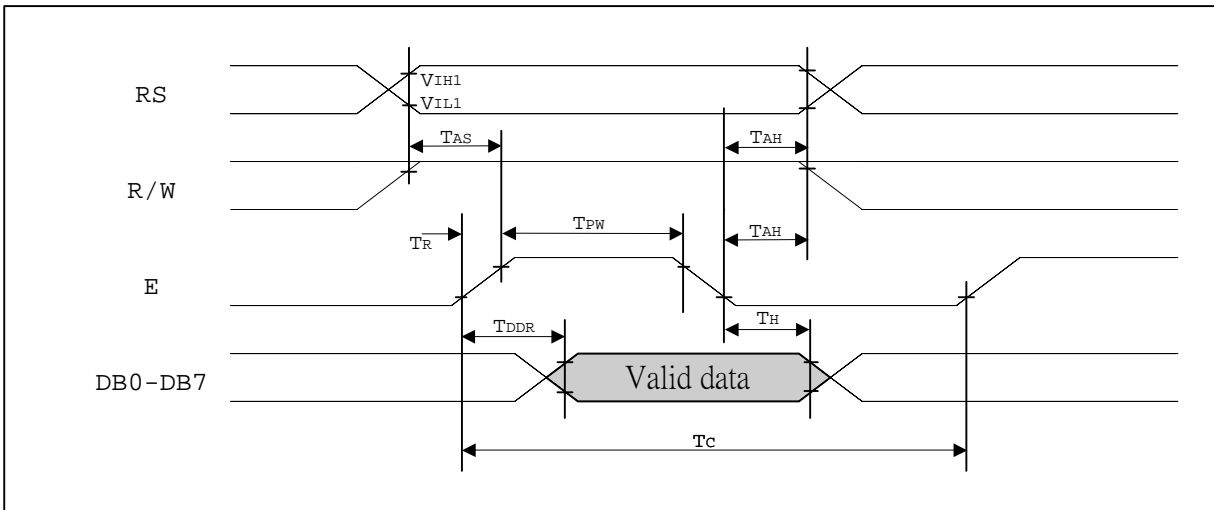 RS
VIH1
VIL1
TAS
TAH
R/W
TR
TPW
TAH
E
TDDR
TH
DB0-DB7
Valid data
TC